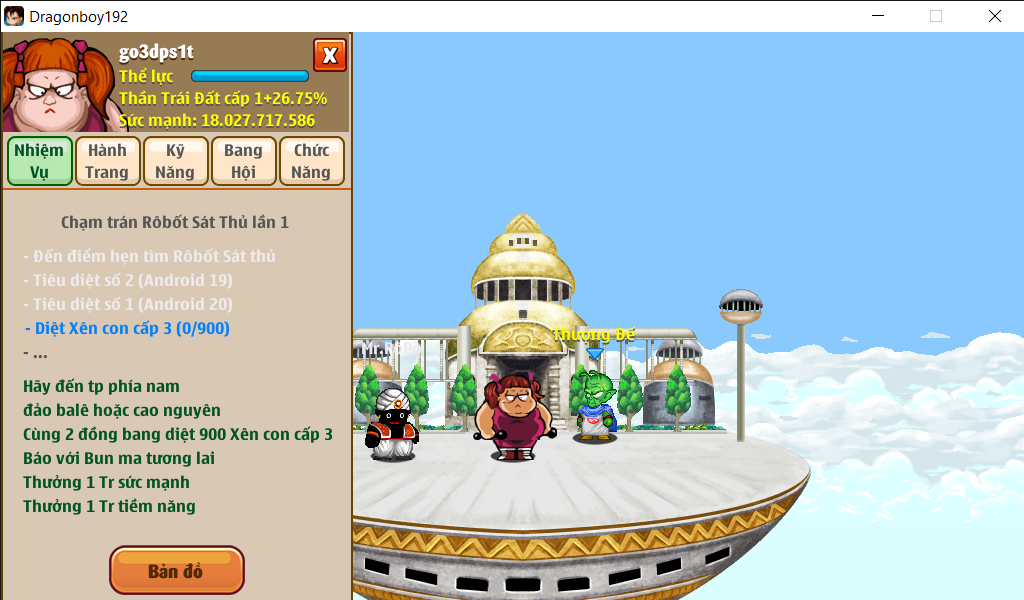 Dragonboy192
go3dps1t
X
Thể lực
Thần Trái Đất cấp 1+26.75%
Sức mạnh: 18.027.717.586
Nhiệm Vụ
Hành Trang
Kỹ Năng
Bang Hội
Chức Năng
Chạm trán Rôbốt Sát Thủ lần 1
- Đến điểm hẹn tìm Rôbốt Sát thủ
- Tiêu diệt số 2 (Android 19)
- Tiêu diệt số 1 (Android 20)
- Diệt Xên con cấp 3 (0/900)
- ...
Hãy đến tp phía nam
đảo balê hoặc cao nguyên
Cùng 2 đồng bang diệt 900 Xên con cấp 3
Báo với Bun ma tương lai
Thưởng 1 Tr sức mạnh
Thưởng 1 Tr tiềm năng
Bản đồ
Thượng Đế